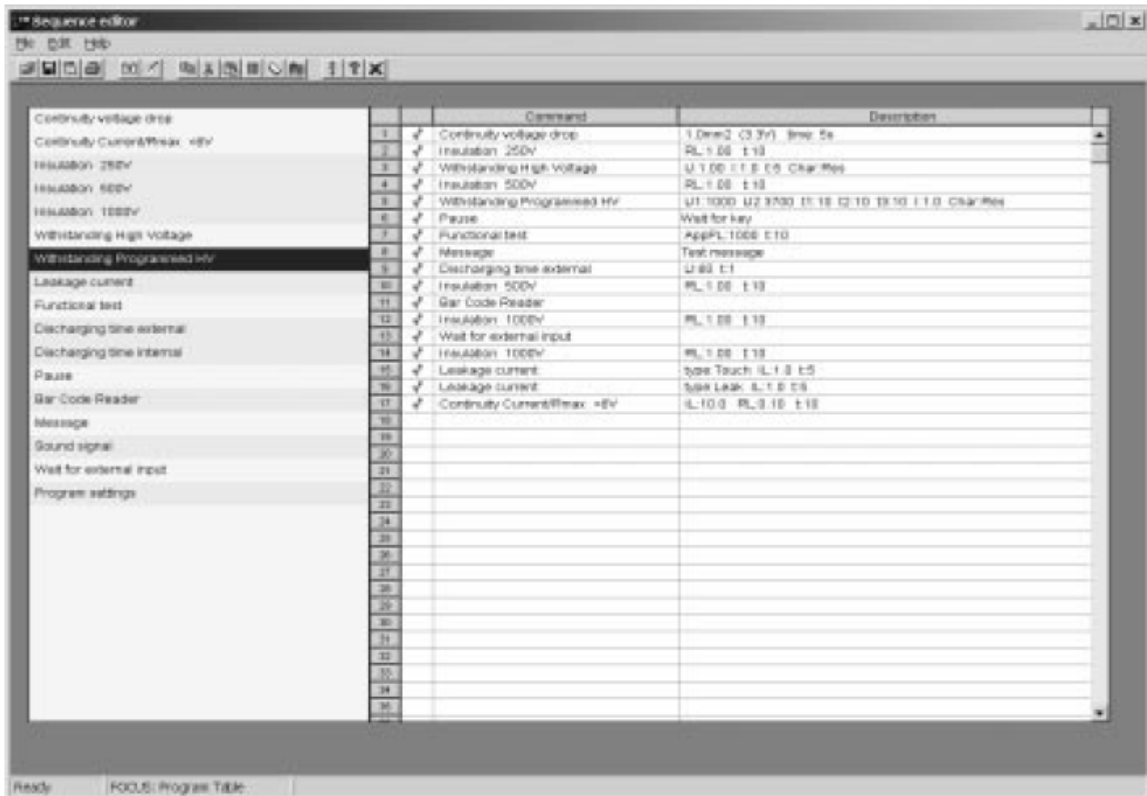 Sequence editor
File Edit Help
Continuity voltage drop
Continuity Current/Rmax <6V
Insulation 250V
Insulation 500V
Insulation 1000V
Withstanding High Voltage
Withstanding Programmed HV
Leakage current
Functional test
Discharging time external
Discharging time internal
Pause
Bar Code Reader
Message
Sound signal
Wait for external input
Program settings
Command Description
1 Continuity voltage drop 1.0mm2 (3.3V) time: 5s
2 Insulation 250V RL:1.00 t:10
3 Withstanding High Voltage U:1.00 I:1.0 t:5 Char:Res
4 Insulation 500V RL:1.00 t:10
5 Withstanding Programmed HV U1:1000 U2:3700 t1:10 t2:10 t3:10 I:1.0 Char:Res
6 Pause Wait for key
7 Functional test AppPL:1000 t:10
8 Message Test message
9 Discharging time external U:60 t:1
10 Insulation 500V RL:1.00 t:10
11 Bar Code Reader
12 Insulation 1000V RL:1.00 t:10
13 Wait for external input
14 Insulation 1000V RL:1.00 t:10
15 Leakage current type:Touch IL:1.0 t:5
16 Leakage current type:Leak IL:1.0 t:5
17 Continuity Current/Rmax <6V IL:10.0 RL:0.10 t:10
18
19
20
21
22
23
24
25
26
27
28
29
30
31
32
33
34
35
Ready FOCUS: Program Table